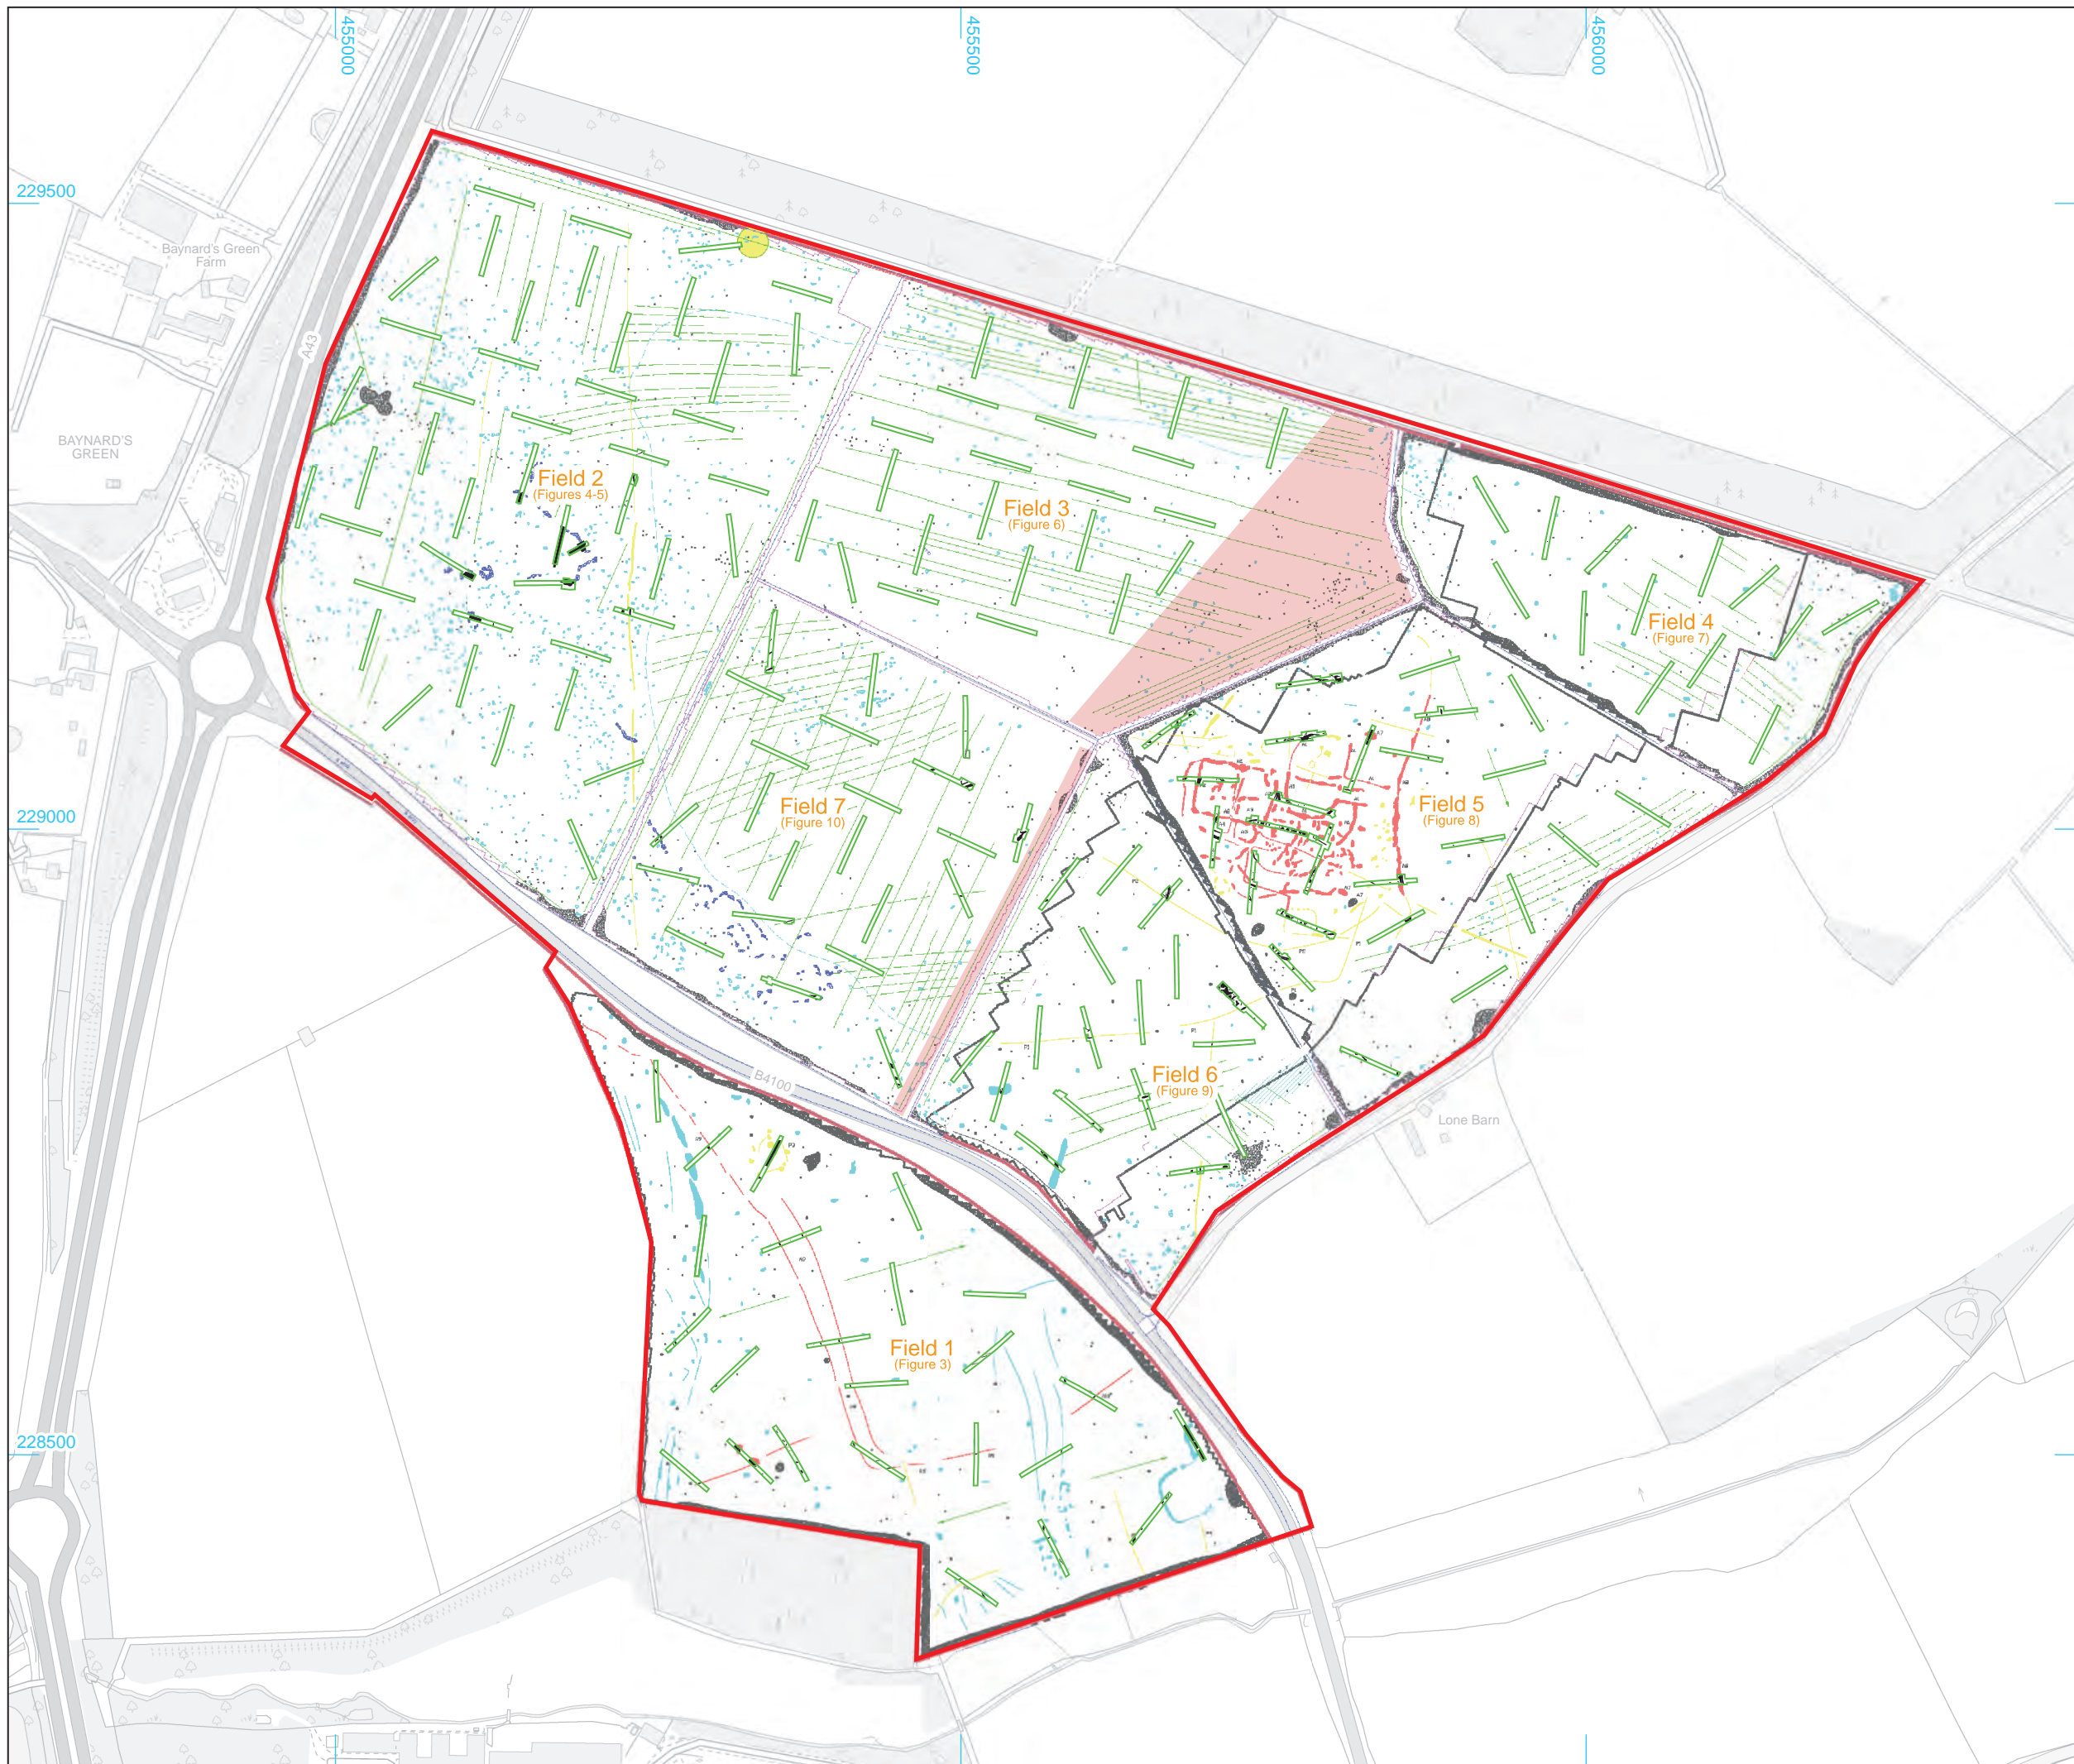 455000
455500
456000
229500
Baynard's Green
Farm
A43
BAYNARD'S
GREEN
Field 2
(Figures 4-5)
Field 3
(Figure 6)
Field 4
(Figure 7)
229000
Field 7
(Figure 10)
Field 5
(Figure 8)
B4100
Field 6
(Figure 9)
Lone Barn
Field 1
(Figure 3)
228500